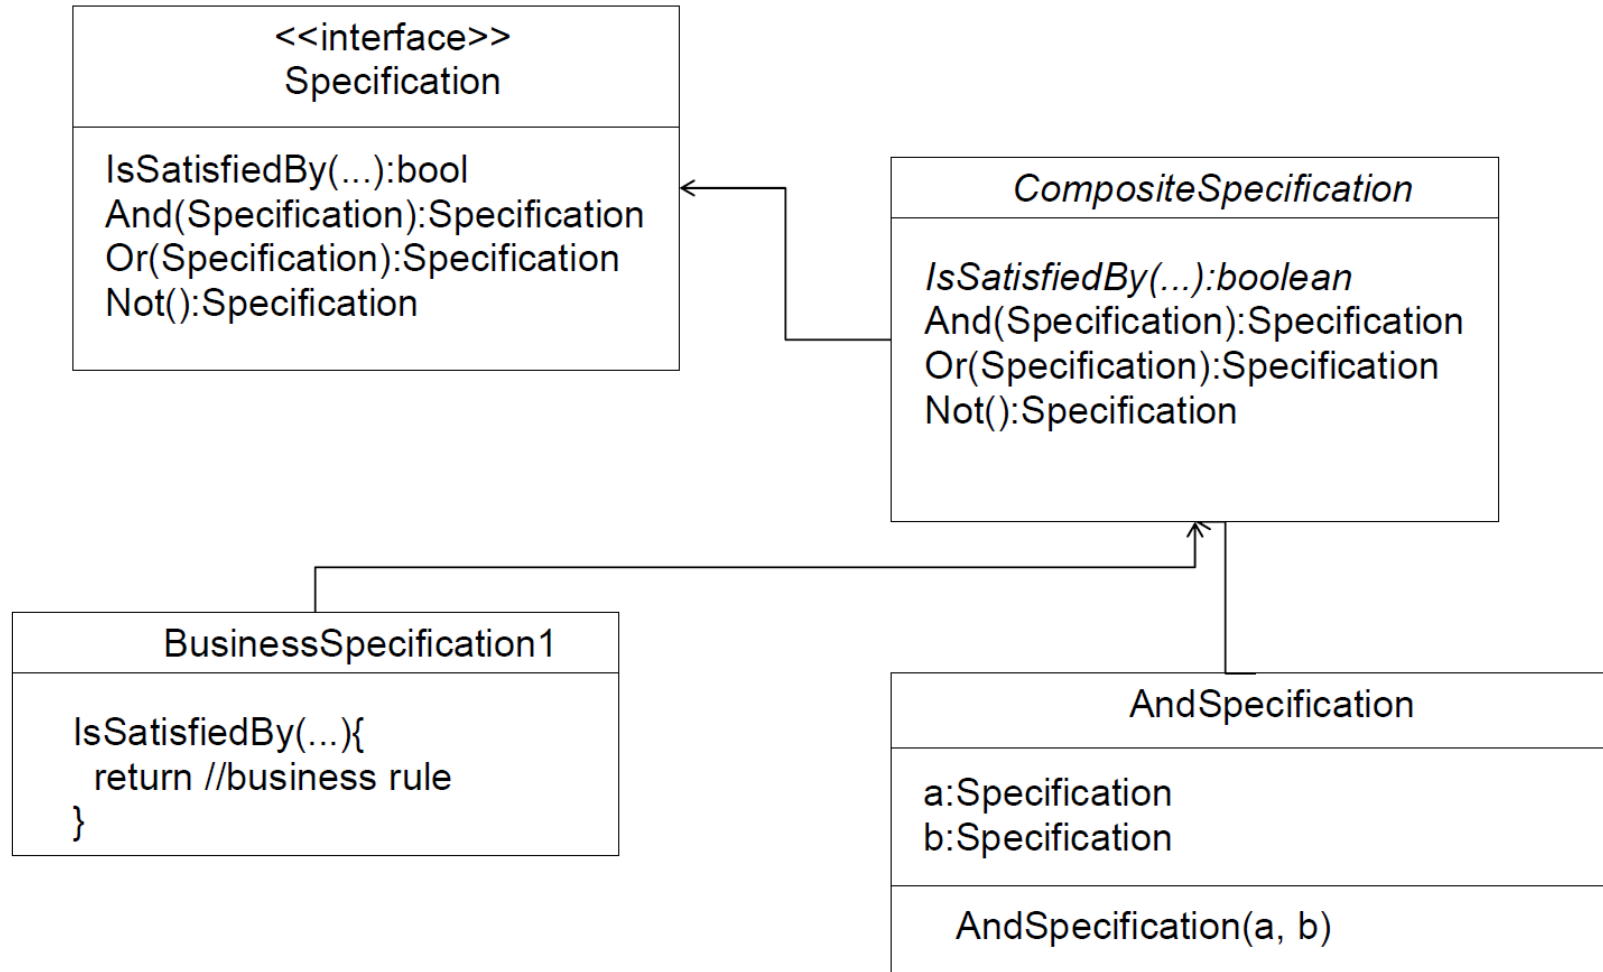 <<interface>>
Specification
IsSatisfiedBy(...):bool
And(Specification):Specification
Or(Specification):Specification
Not():Specification
CompositeSpecification
IsSatisfiedBy(...):boolean
And(Specification):Specification
Or(Specification):Specification
Not():Specification
BusinessSpecification1
IsSatisfiedBy(...){
return //business rule
}
AndSpecification
a:Specification
b:Specification
AndSpecification(a, b)